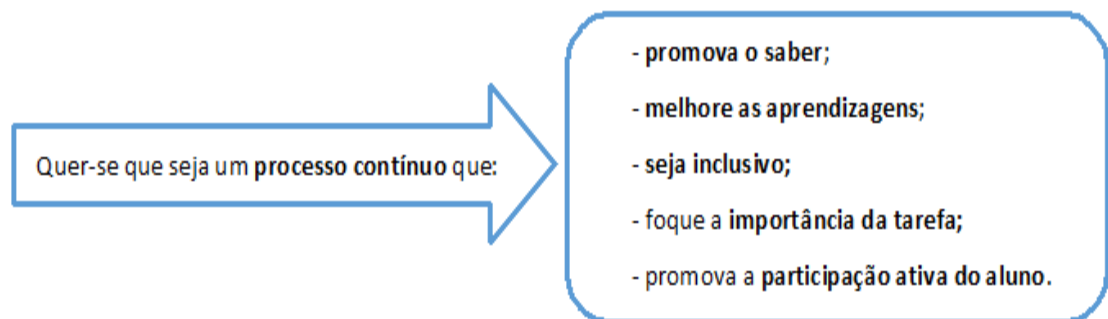 Quer-se que seja um processo contínuo que:
- promova o saber;
- melhore as aprendizagens;
- seja inclusivo;
- foque a importância da tarefa;
- promova a participação ativa do aluno.